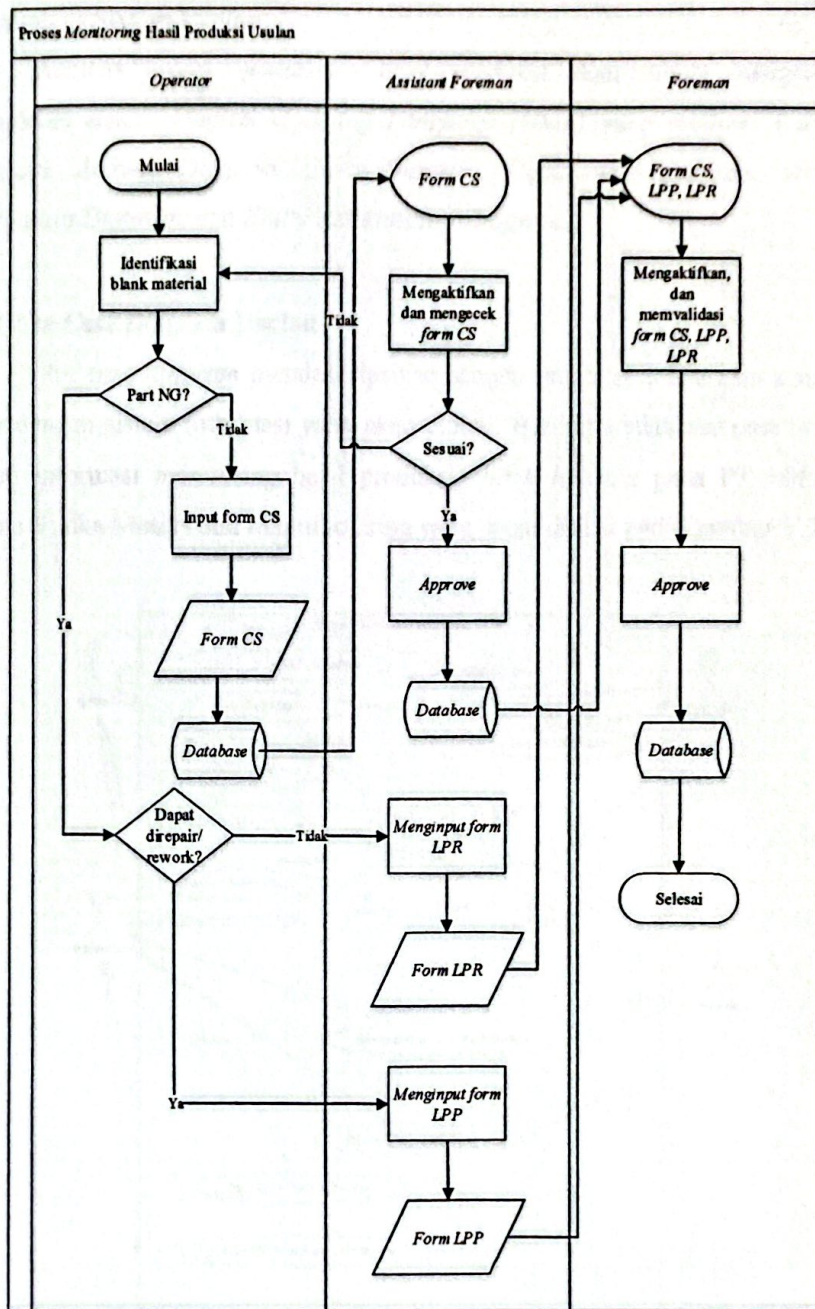 Proses Monitoring Hasil Produksi Usulan
Operator
Assistant Foreman
Foreman
Mulai
Identifikasi
blank material
Part NG?
Tidak
Input form CS
Form CS
Database
Ya
Dapat
direpair/
rework?
Tidak
Ya
Form CS
Mengaktifkan
dan mengecek
form CS
Tidak
Sesuai?
Ya
Approve
Database
Menginput form
LPR
Form LPR
Menginput form
LPP
Form LPP
Form CS,
LPP, LPR
Mengaktifkan,
dan
memvalidasi
form CS, LPP,
LPR
Approve
Database
Selesai